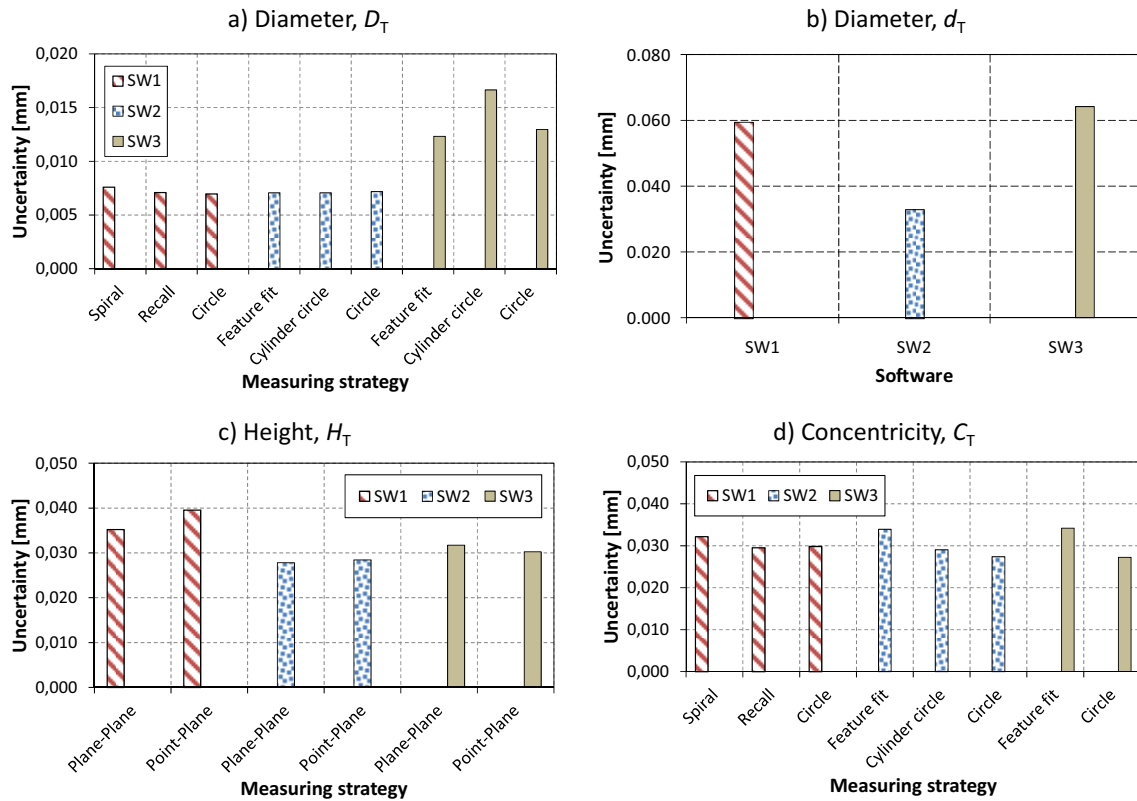 a) Diameter, DT
Uncertainty [mm]
0,020
0,015
0,010
0,005
0,000
SW1
SW2
SW3
Spiral
Recall
Circle
Feature fit
Cylinder circle
Circle
Feature fit
Cylinder circle
Circle
Measuring strategy
b) Diameter, dT
Uncertainty [mm]
0.080
0.060
0.040
0.020
0.000
SW1 SW2 SW3
Software
c) Height, HT
Uncertainty [mm]
0,050
0,040
0,030
0,020
0,010
0,000
SW1 SW2 SW3
Plane-Plane
Point-Plane
Plane-Plane
Point-Plane
Plane-Plane
Point-Plane
Measuring strategy
d) Concentricity, CT
Uncertainty [mm]
0,050
0,040
0,030
0,020
0,010
0,000
SW1 SW2 SW3
Spiral
Recall
Circle
Feature fit
Cylinder circle
Circle
Feature fit
Circle
Measuring strategy